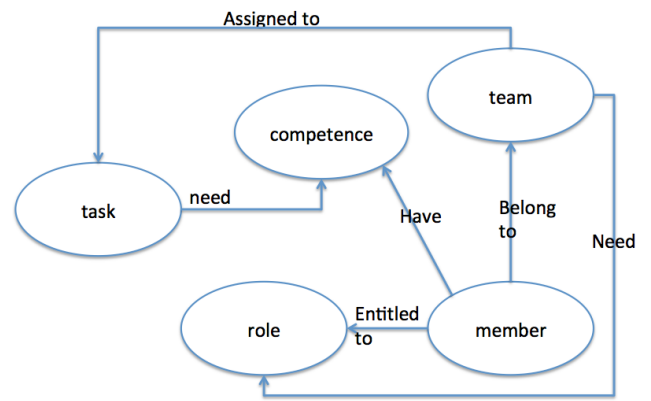 Assigned to
team
competence
need
task
Have
Belong
to
Need
Entitled
to
role
member